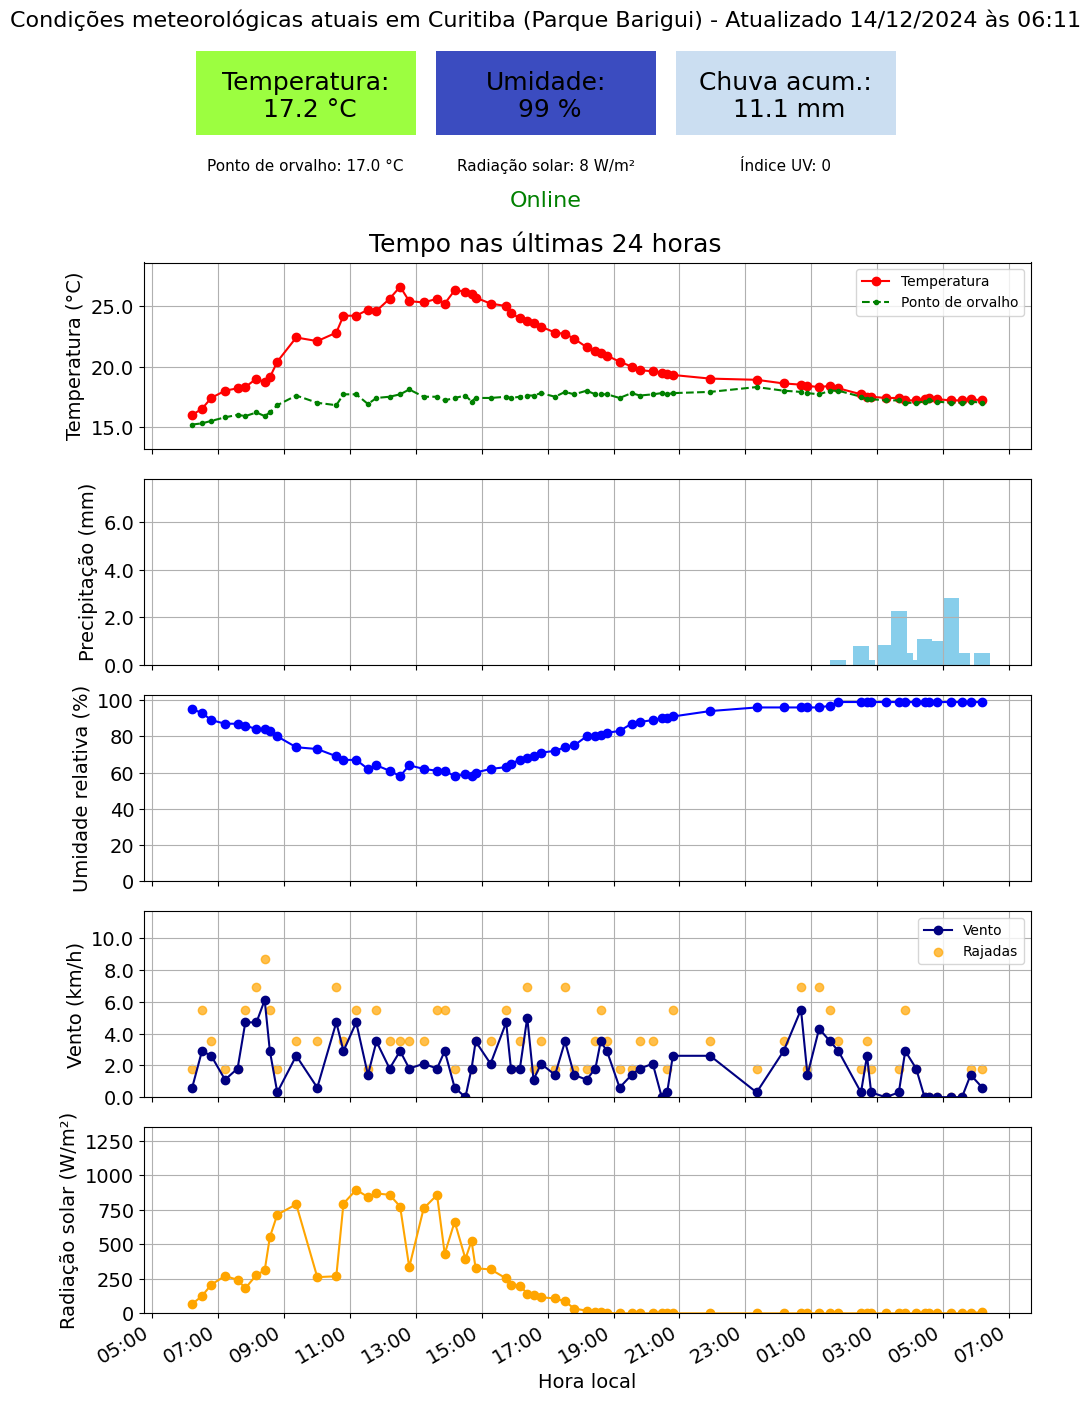 Condições meteorológicas atuais em Curitiba (Parque Barigui) - Atualizado 14/12/2024 às 06:11
Temperatura:
17.2 °C
Umidade:
99 %
Chuva acum.:
11.1 mm
Ponto de orvalho: 17.0 °C
Radiação solar: 8 W/m²
Índice UV: 0
Online
Tempo nas últimas 24 horas
Temperatura (°C)
25.0
20.0
15.0
Temperatura
Ponto de orvalho
Precipitação (mm)
6.0
4.0
2.0
0.0
Umidade relativa (%)
100
80
60
40
20
0
Vento (km/h)
10.0
8.0
6.0
4.0
2.0
0.0
Vento
Rajadas
Radiação solar (W/m²)
1250
1000
750
500
250
0
05:00
07:00
09:00
11:00
13:00
15:00
17:00
19:00
21:00
23:00
01:00
03:00
05:00
07:00
Hora local